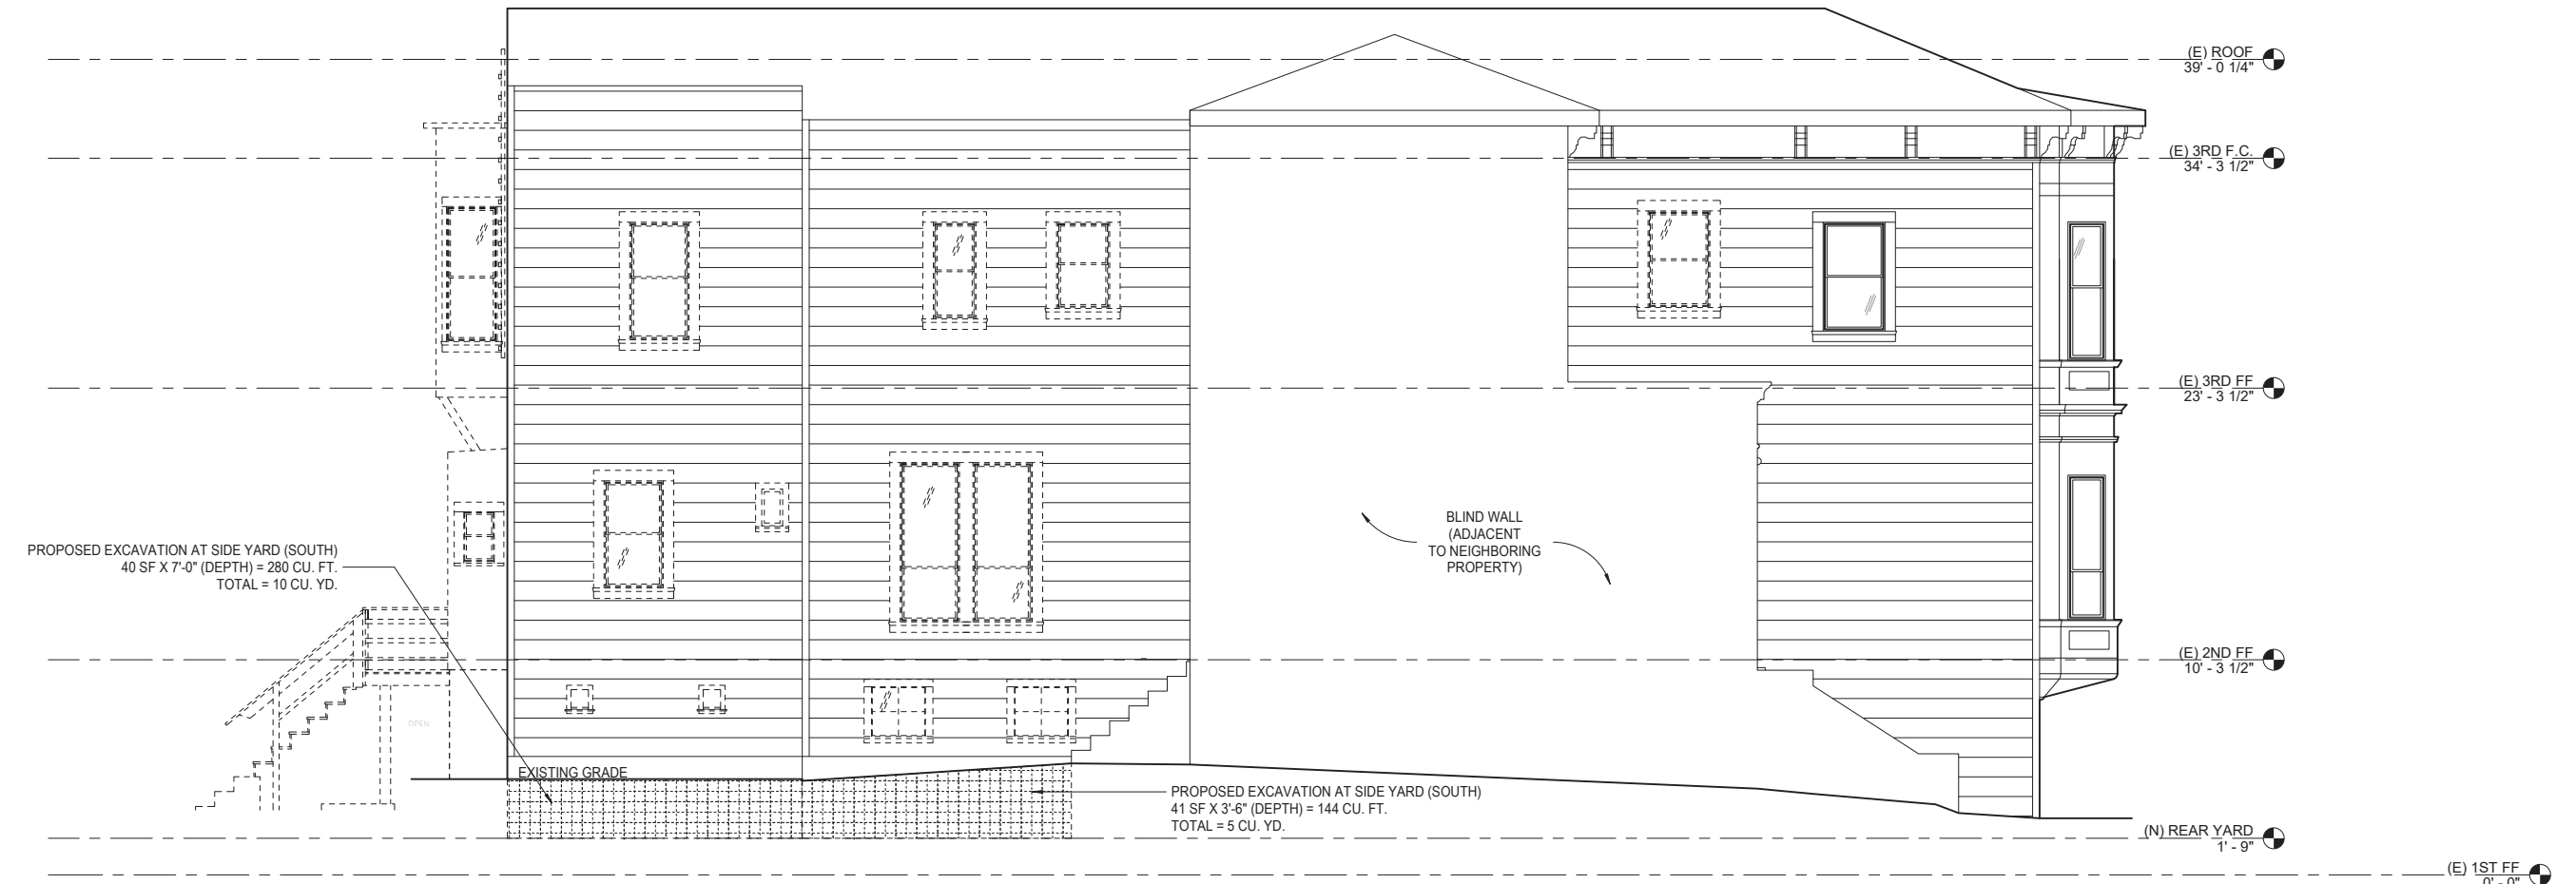 (E) ROOF
39' - 0 1/4"
(E) 3RD F.C.
34' - 3 1/2"
(E) 3RD FF
23' - 3 1/2"
BLIND WALL
(ADJACENT
TO NEIGHBORING
PROPERTY)
PROPOSED EXCAVATION AT SIDE YARD (SOUTH)
40 SF X 7'-0" (DEPTH) = 280 CU. FT.
TOTAL = 10 CU. YD.
(E) 2ND FF
10' - 3 1/2"
OPEN
EXISTING GRADE
PROPOSED EXCAVATION AT SIDE YARD (SOUTH)
41 SF X 3'-6" (DEPTH) = 144 CU. FT.
TOTAL = 5 CU. YD.
(N) REAR YARD
1' - 9"
(E) 1ST FF
0' - 0"